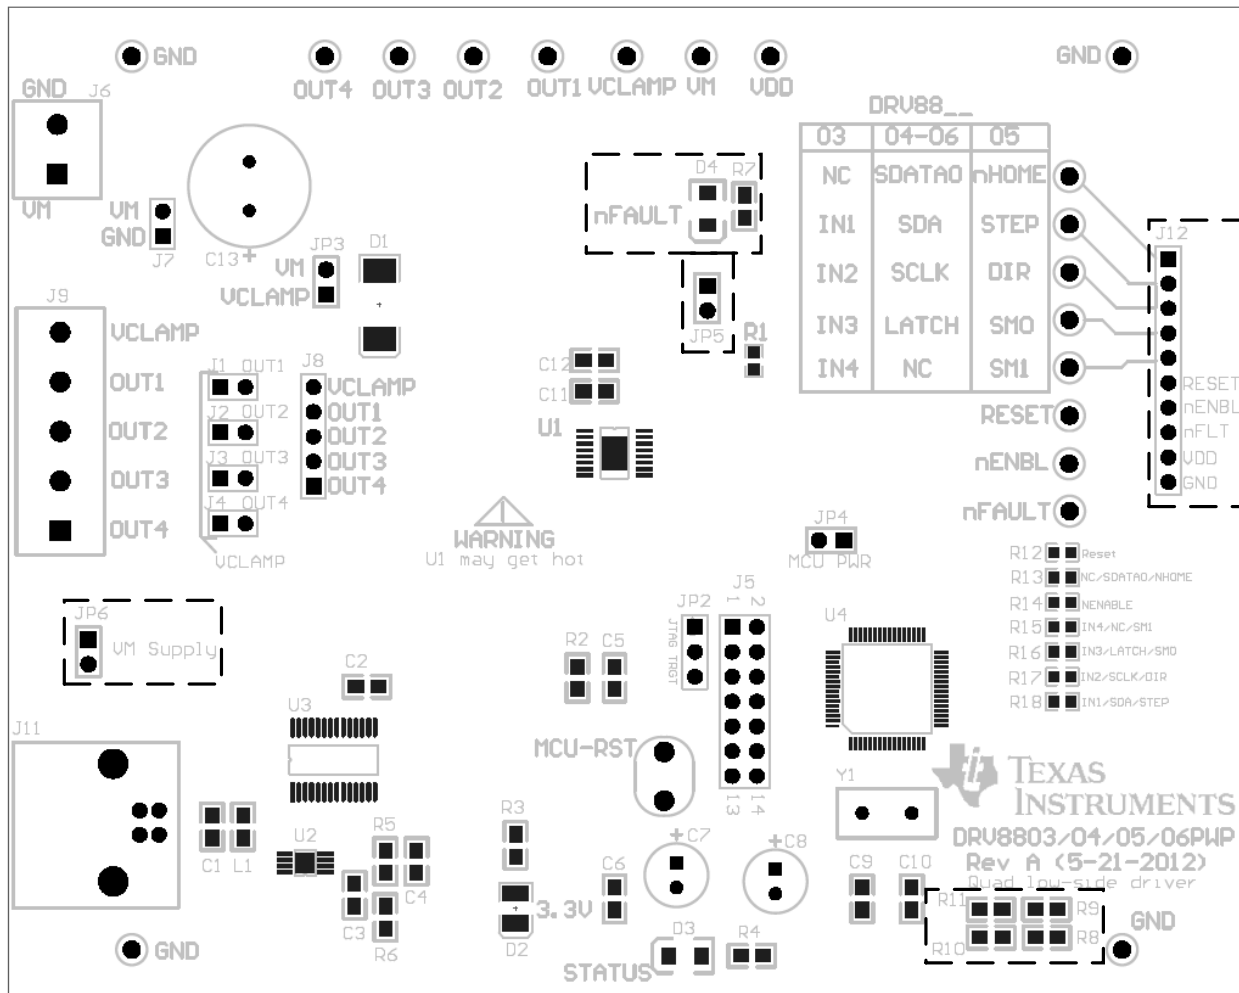 GND
OUT4 OUT3 OUT2 OUT1 VCLAMP VM VDD
GND
GND J6
VM
VM
GND
J7
C13 +
JP3
VM
VCLAMP
D1
+
D4 R7
nFAULT
JP5
R1
DRV88__
03 04-06 05
NC SDATAO nHOME
IN1 SDA STEP
IN2 SCLK DIR
IN3 LATCH SM0
IN4 NC SM1
RESET
nENBL
nFAULT
J12
RESET
nENBL
nFLT
VDD
GND
J9
VCLAMP
OUT1
OUT2
OUT3
OUT4
J1 OUT1
J2 OUT2
J3 OUT3
J4 OUT4
VCLAMP
J8
VCLAMP
OUT1
OUT2
OUT3
OUT4
C12
C11
U1
WARNING
U1 may get hot
JP4
MCU PWR
R12 Reset
R13 NC/SDATAO/NHOME
R14 NENABLE
R15 IN4/NC/SM1
R16 IN3/LATCH/SM0
R17 IN2/SCLK/DIR
R18 IN1/SDA/STEP
JP6
VM Supply
C2
U3
R2 C5
JP2
JTAG TRGT
J5
1 2
13 14
U4
J11
MCU-RST
Y1
TEXAS
INSTRUMENTS
DRV8803/04/05/06PWP
Rev A (5-21-2012)
Quad low-side driver
C1 L1
U2
R5
C4
C3
R6
R3
D2
3.3V
C6
+ C7
+ C8
C9 C10
D3
STATUS
R4
R11 R9
R10 R8
GND
GND